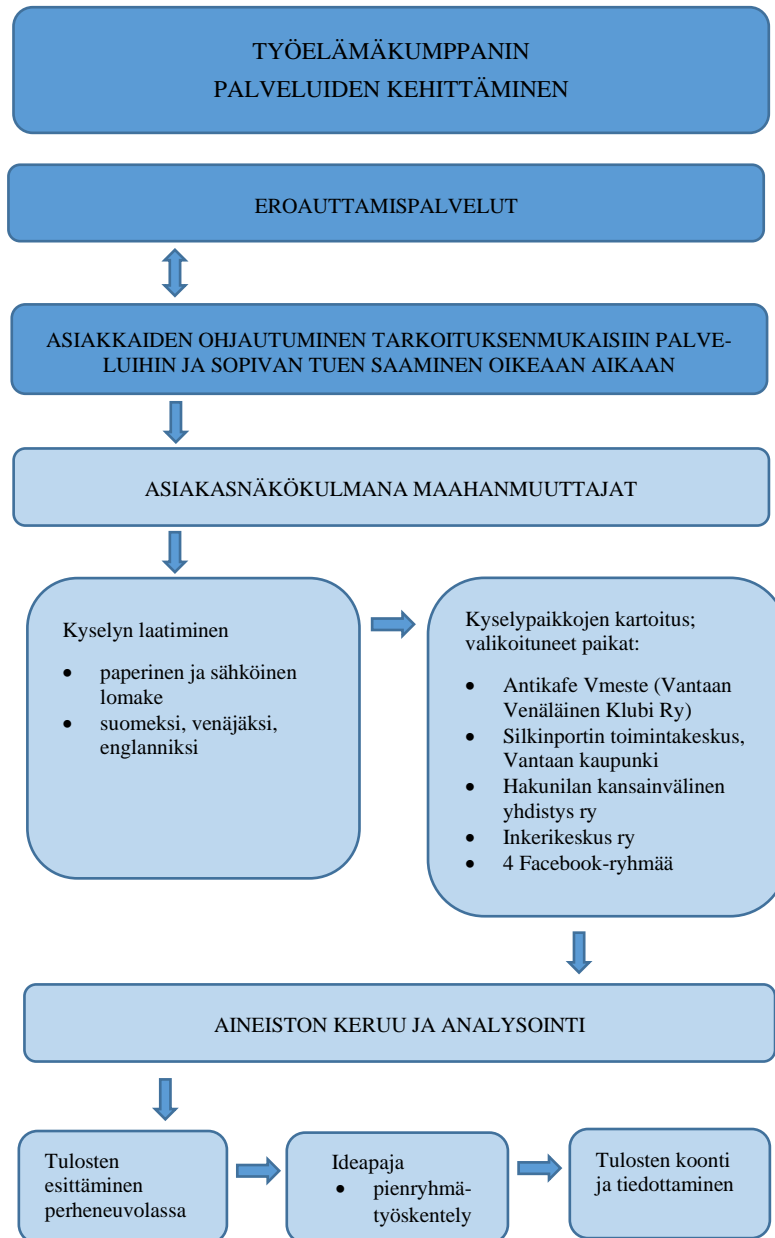 TYÖELÄMÄKUMPPANIN
PALVELUIDEN KEHITTÄMINEN
EROAUTTAMISPALVELUT
ASIAKKAIDEN OHJAUTUMINEN TARKOITUKSENMUKAISIIN PALVE-
LUIHIN JA SOPIVAN TUEN SAAMINEN OIKEAAN AIKAAN
ASIAKASNÄKÖKULMANA MAAHANMUUTTAJAT
Kyselyn laatiminen
• paperinen ja sähköinen
lomake
• suomeksi, venäjäksi,
englanniksi
Kyselypaikkojen kartoitus;
valikoituneet paikat:
• Antikafe Vmeste (Vantaan
Venäläinen Klubi Ry)
• Silkinportin toimintakeskus,
Vantaan kaupunki
• Hakunilan kansainvälinen
yhdistys ry
• Inkerikeskus ry
• 4 Facebook-ryhmää
AINEISTON KERUU JA ANALYSOINTI
Tulosten
esittäminen
perheneuvolassa
Ideapaja
• pienryhmä-
työskentely
Tulosten koonti
ja tiedottaminen